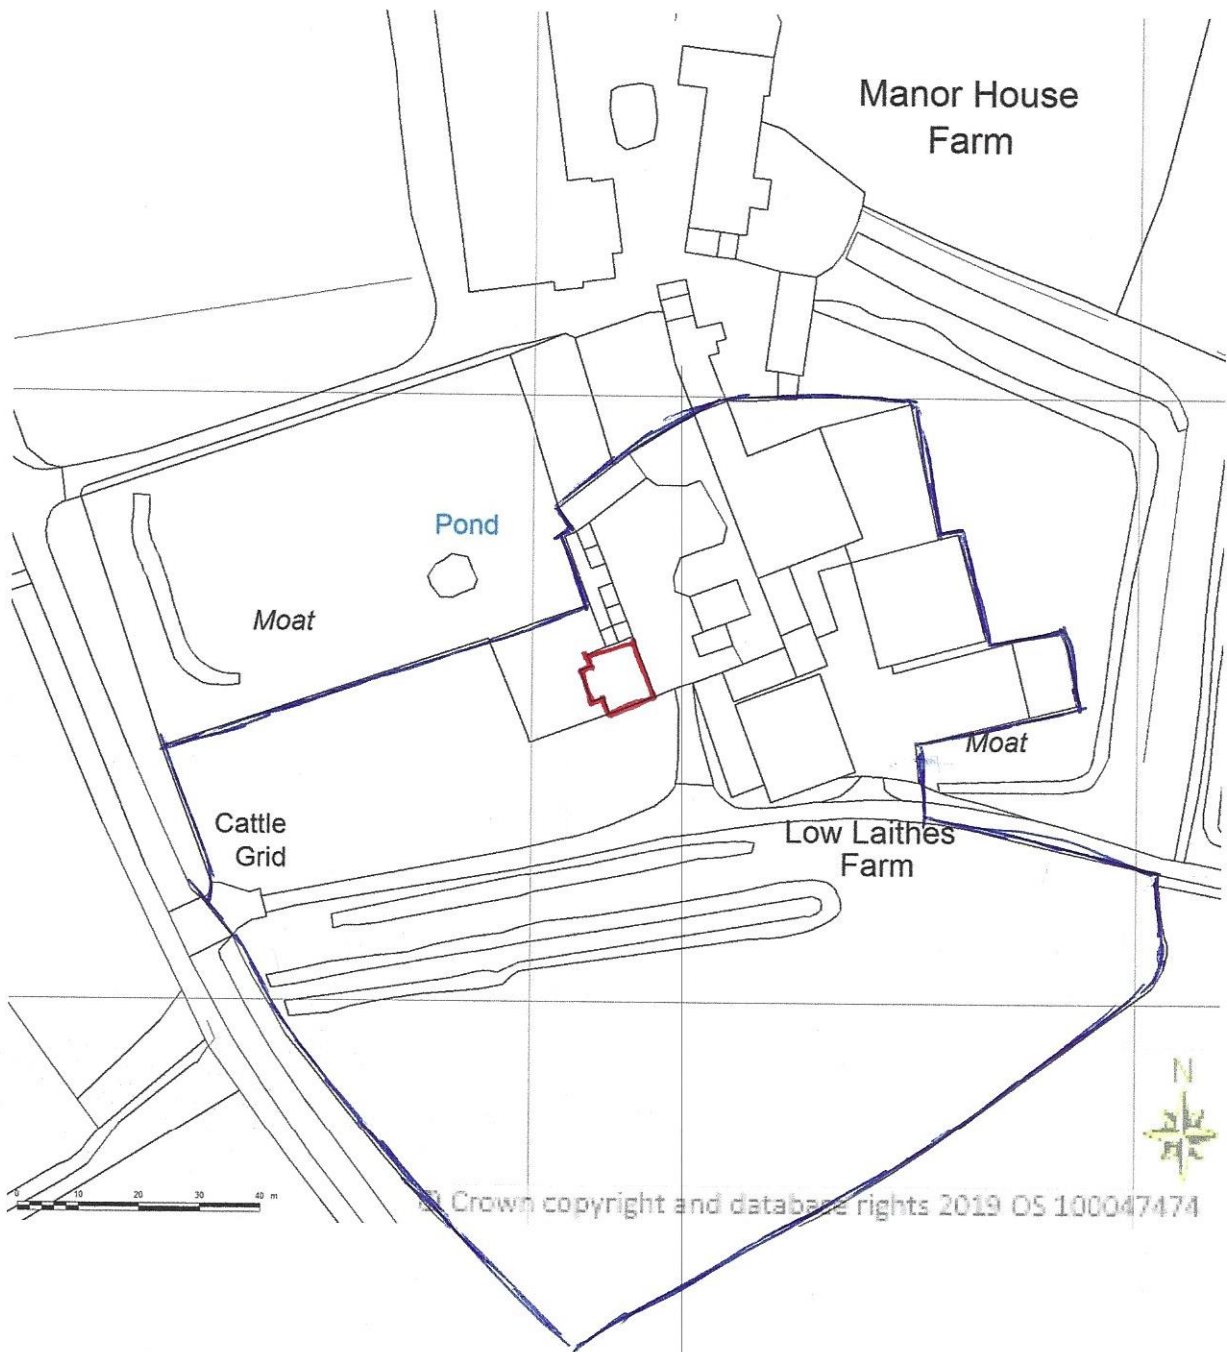 Manor House
Farm
Pond
Moat
Moat
Cattle
Grid
Low Laithes
Farm
N
0 10 20 30 40 m
© Crown copyright and database rights 2019 OS 100047474